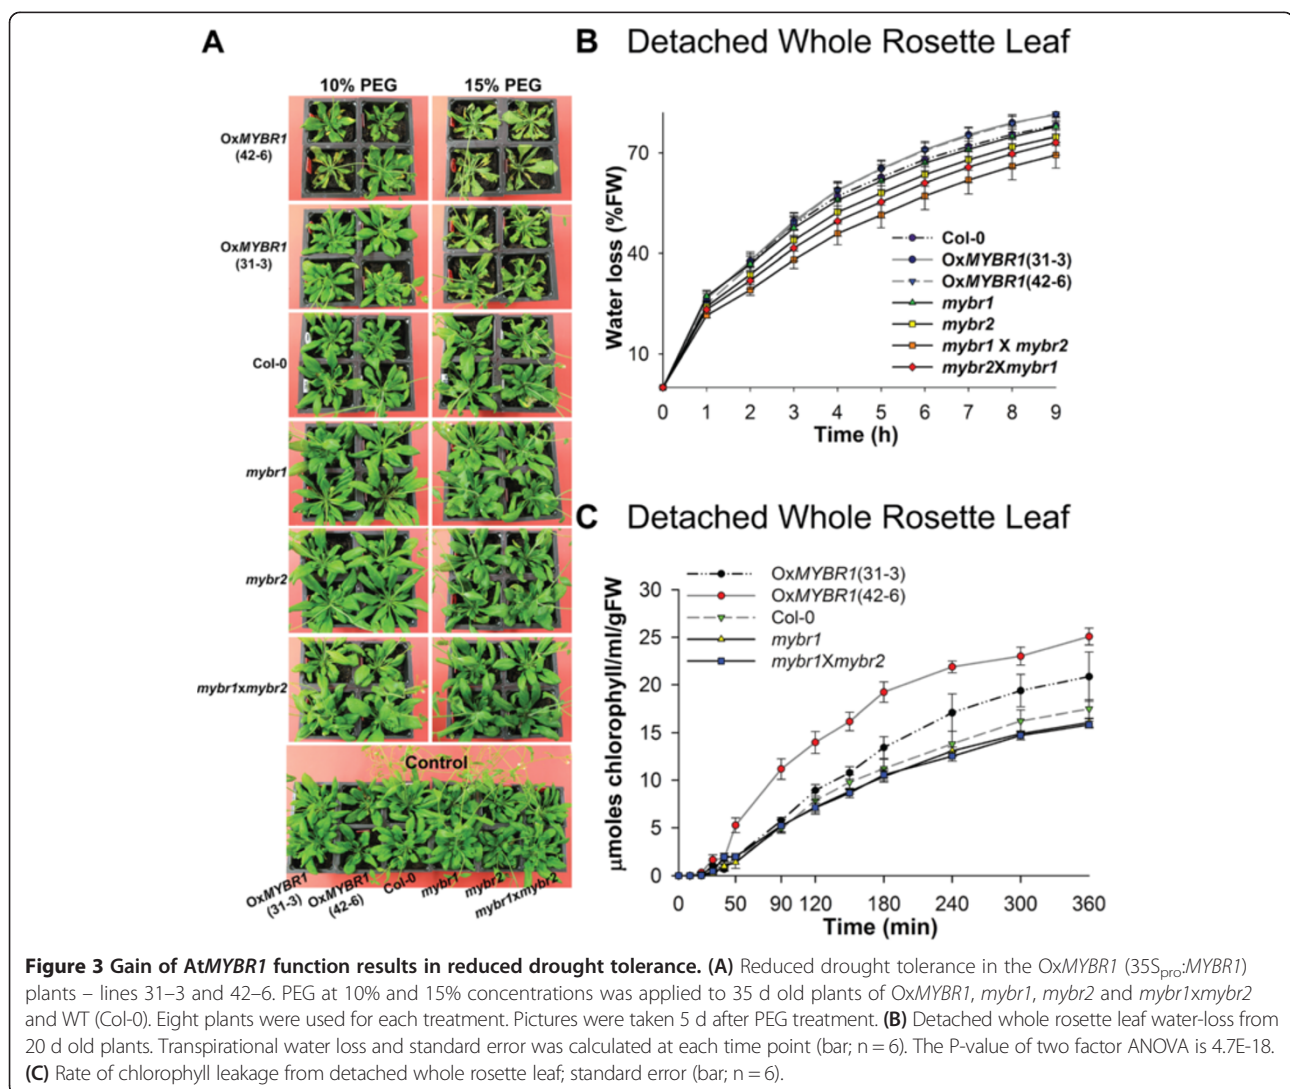 A
10% PEG 15% PEG
OxMYBR1
(42-6)
OxMYBR1
(31-3)
Col-0
mybr1
mybr2
mybr1xmybr2
Control
OxMYBR1
(31-3)
OxMYBR1
(42-6)
Col-0
mybr1
mybr2
mybr1xmybr2
B Detached Whole Rosette Leaf
Water loss (%FW)
70
40
10
Col-0
OxMYBR1(31-3)
OxMYBR1(42-6)
mybr1
mybr2
mybr1 X mybr2
mybr2Xmybr1
0 1 2 3 4 5 6 7 8 9
Time (h)
C Detached Whole Rosette Leaf
OxMYBR1(31-3)
OxMYBR1(42-6)
Col-0
mybr1
mybr1Xmybr2
μmoles chlorophyll/ml/gFW
30
25
20
15
10
5
0
0 50 90 120 180 240 300 360
Time (min)
Figure 3 Gain of AtMYBR1 function results in reduced drought tolerance. (A) Reduced drought tolerance in the OxMYBR1 (35Spro:MYBR1)
plants – lines 31–3 and 42–6. PEG at 10% and 15% concentrations was applied to 35 d old plants of OxMYBR1, mybr1, mybr2 and mybr1xmybr2
and WT (Col-0). Eight plants were used for each treatment. Pictures were taken 5 d after PEG treatment. (B) Detached whole rosette leaf water-loss from
20 d old plants. Transpirational water loss and standard error was calculated at each time point (bar; n = 6). The P-value of two factor ANOVA is 4.7E-18.
(C) Rate of chlorophyll leakage from detached whole rosette leaf; standard error (bar; n = 6).